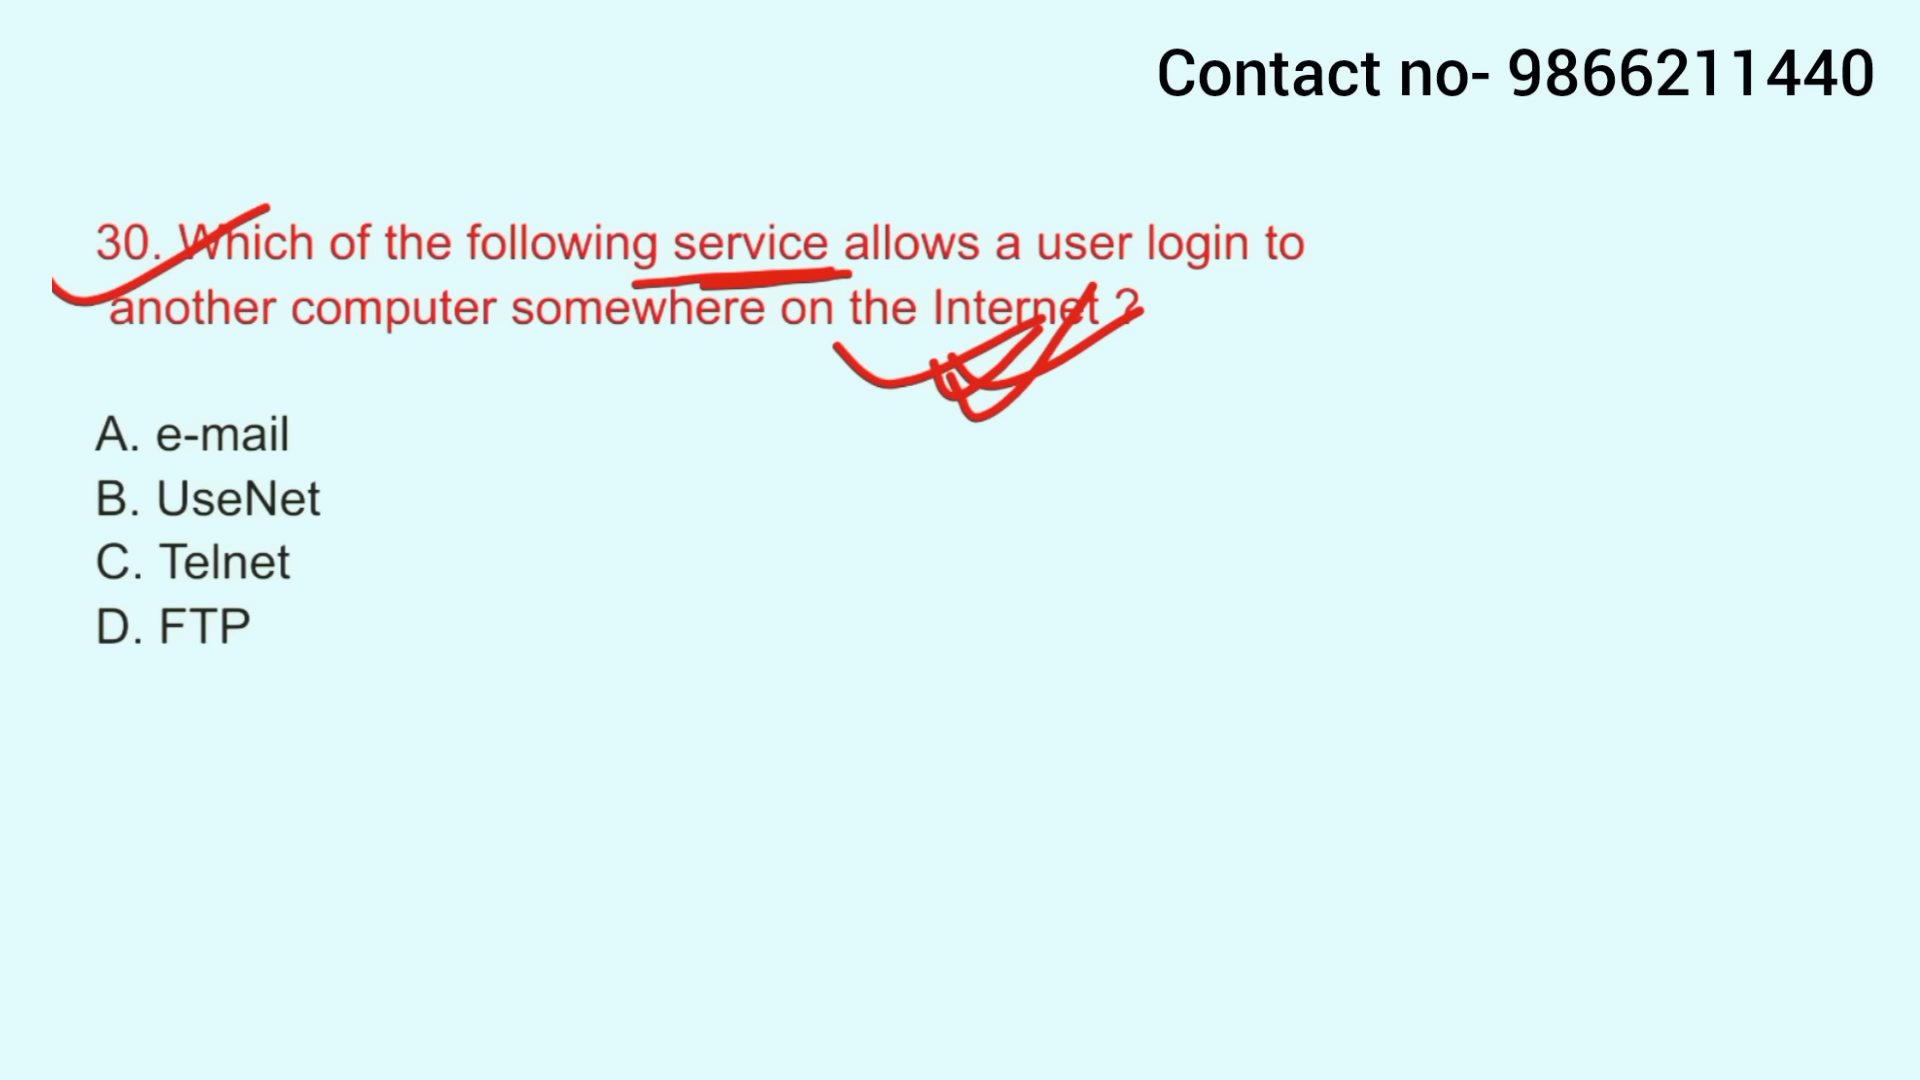 Contact no- 9866211440
30. Which of the following service allows a user login to
another computer somewhere on the Internet ?
A. e-mail
B. UseNet
C. Telnet
D. FTP